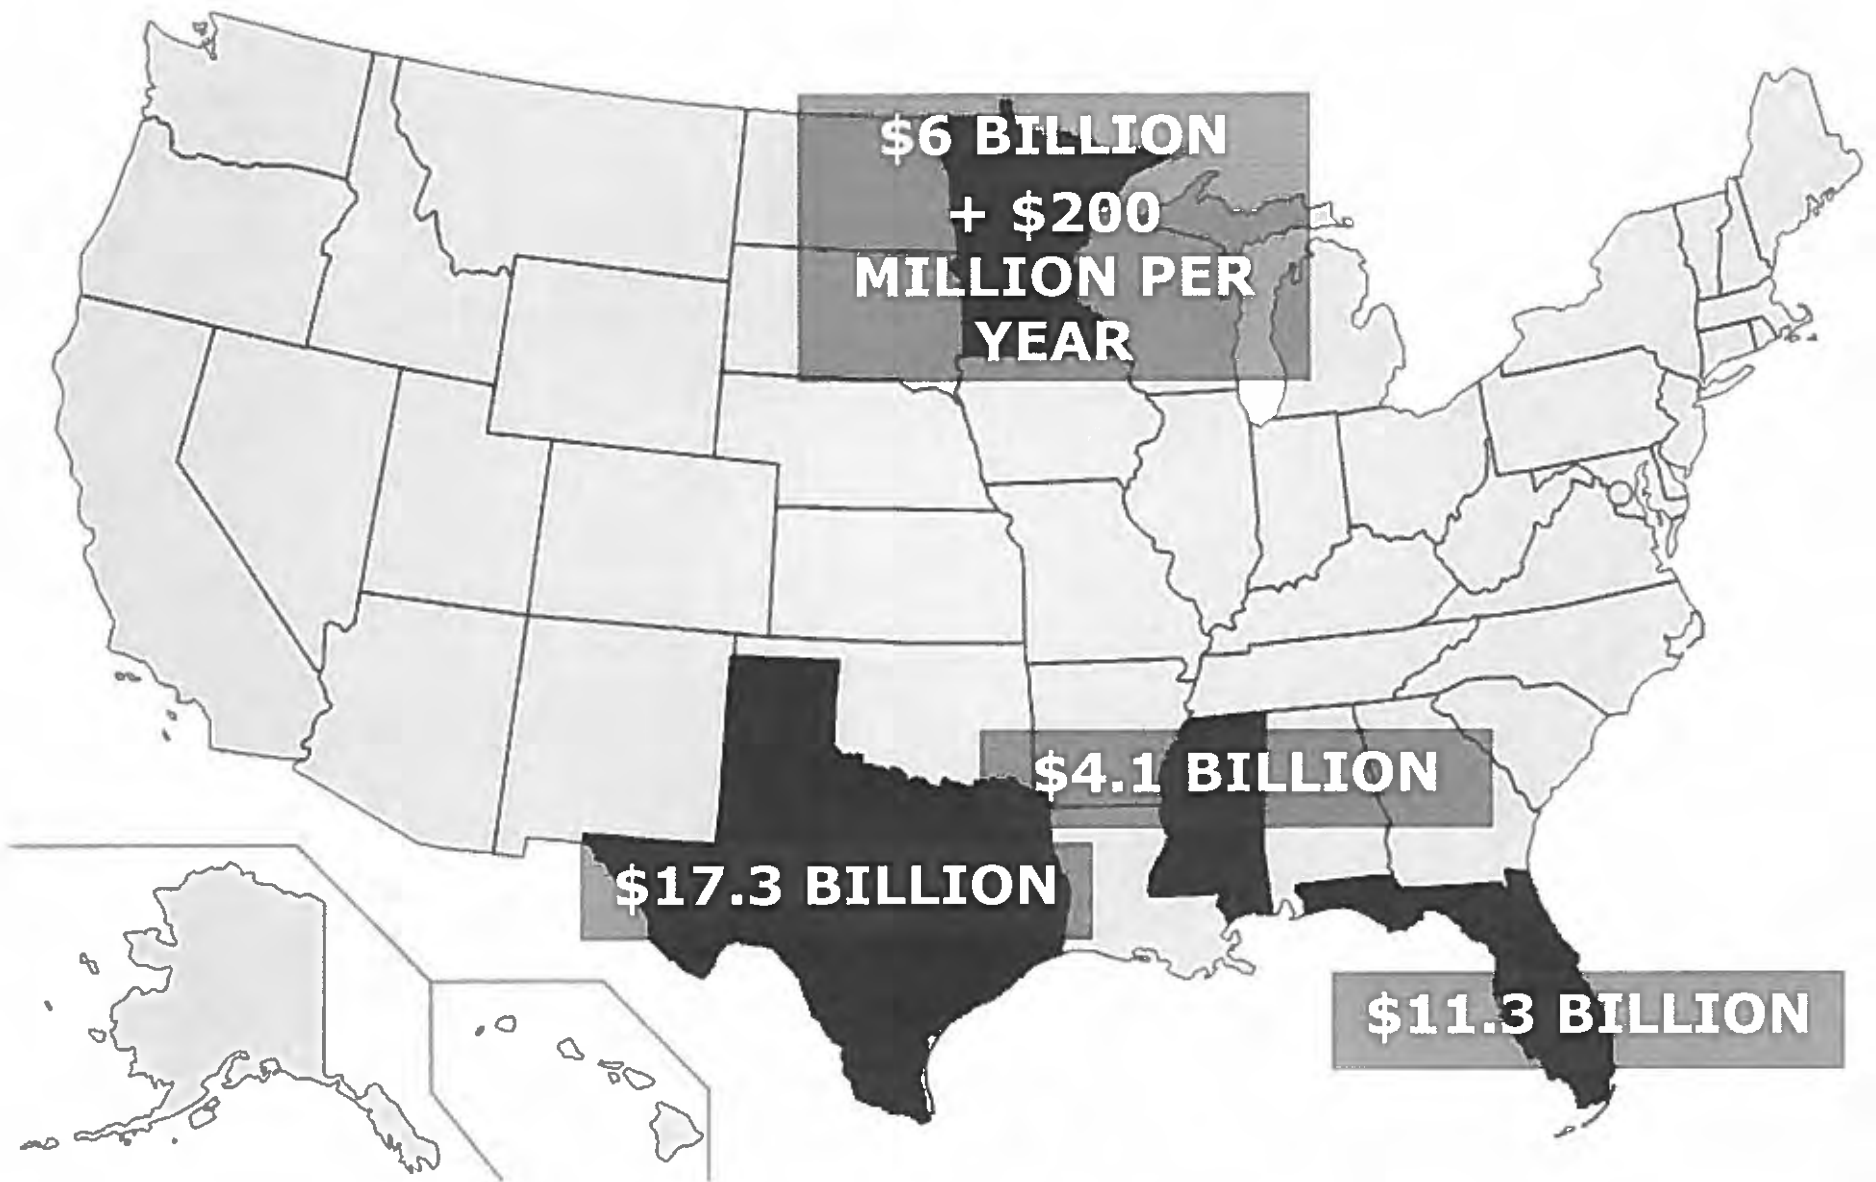 $6 BILLION
+ $200
MILLION PER
YEAR
$4.1 BILLION
$17.3 BILLION
$11.3 BILLION